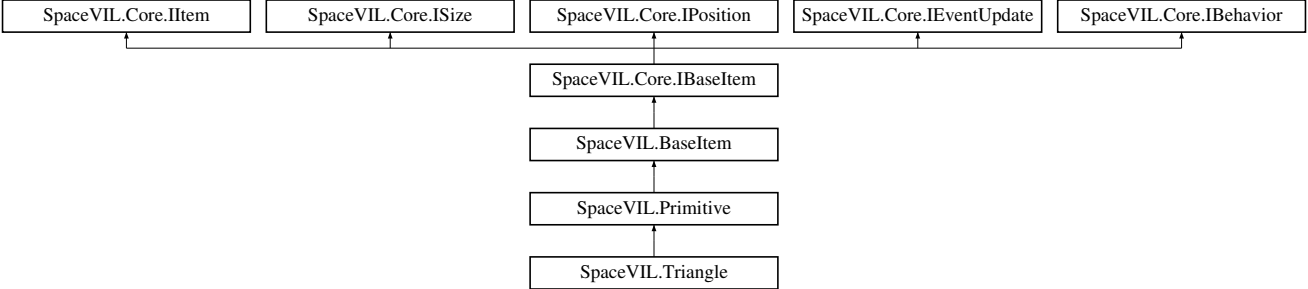 SpaceVIL.Core.IItem
SpaceVIL.Core.ISize
SpaceVIL.Core.IPosition
SpaceVIL.Core.IEventUpdate
SpaceVIL.Core.IBehavior
SpaceVIL.Core.IBaseItem
SpaceVIL.BaseItem
SpaceVIL.Primitive
SpaceVIL.Triangle